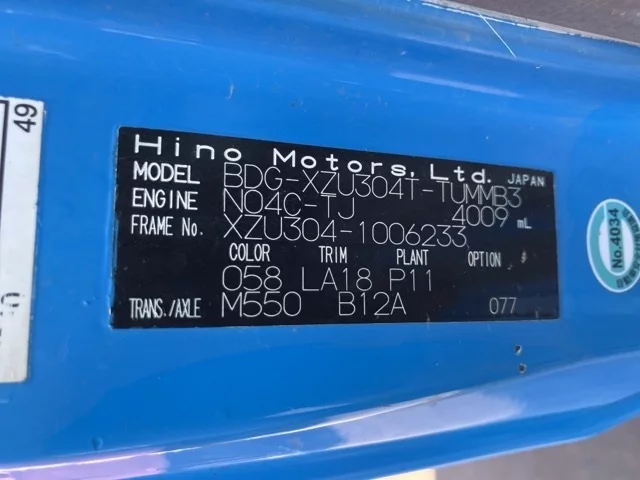 Hino Motors, Ltd. JAPAN
MODEL BDG-XZU304T-TUMMB3
ENGINE N04C-TJ 4009 mL
FRAME No. XZU304-1006233
COLOR TRIM PLANT OPTION
058 LA18 P11
TRANS./AXLE M550 B12A 077
49
No.4034